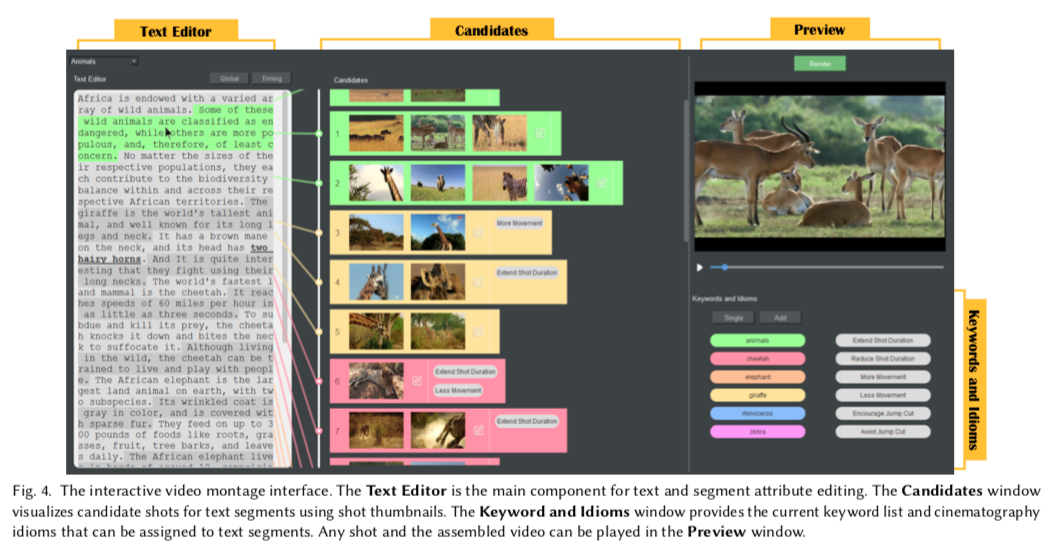 Text Editor
Candidates
Preview
Animals
Render
Text Editor
Global
Timing
Candidates
Africa is endowed with a varied ar
ray of wild animals. Some of these
wild animals are classified as en
dangered, while others are more po
pulous, and, therefore, of least c
oncern. No matter the sizes of the
ir respective populations, they ea
ch contribute to the biodiversity
balance within and across their re
spective African territories. The
giraffe is the world's tallest ani
mal, and well known for its long l
egs and neck. It has a brown mane
on the neck, and its head has two
hairy horns. And It is quite inter
esting that they fight using their
long necks. The world's fastest l
and mammal is the cheetah. It reac
hes speeds of 60 miles per hour in
as little as three seconds. To su
bdue and kill its prey, the cheeta
h knocks it down and bites the nec
k to suffocate it. Although living
in the wild, the cheetah can be t
rained to live and play with peopl
e. The African elephant is the lar
gest land animal on earth, with tw
o subspecies. Its wrinkled coat is
gray in color, and is covered wit
h sparse fur. They feed on up to 3
00 pounds of foods like roots, gra
sses, fruit, tree barks, and leave
s daily. The African elephant live
1
2
3
More Movement
4
Extend Shot Duration
5
6
Extend Shot Duration
Less Movement
7
Extend Shot Duration
Keywords and Idioms
Single
Add
animals
Extend Shot Duration
cheetah
Reduce Shot Duration
elephant
More Movement
giraffe
Less Movement
rhinoceros
Encourage Jump Cut
zebra
Avoid Jump Cut
Keywords and Idioms
Fig. 4. The interactive video montage interface. The Text Editor is the main component for text and segment attribute editing. The Candidates window
visualizes candidate shots for text segments using shot thumbnails. The Keyword and Idioms window provides the current keyword list and cinematography
idioms that can be assigned to text segments. Any shot and the assembled video can be played in the Preview window.